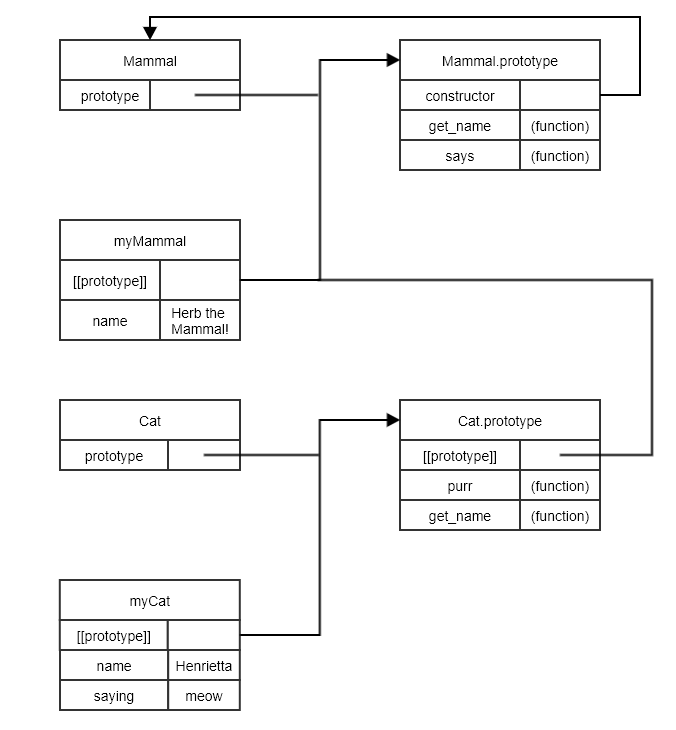 Mammal
prototype
Mammal.prototype
constructor
get_name (function)
says (function)
myMammal
[[prototype]]
name Herb the
Mammal!
Cat
prototype
Cat.prototype
[[prototype]]
purr (function)
get_name (function)
myCat
[[prototype]]
name Henrietta
saying meow